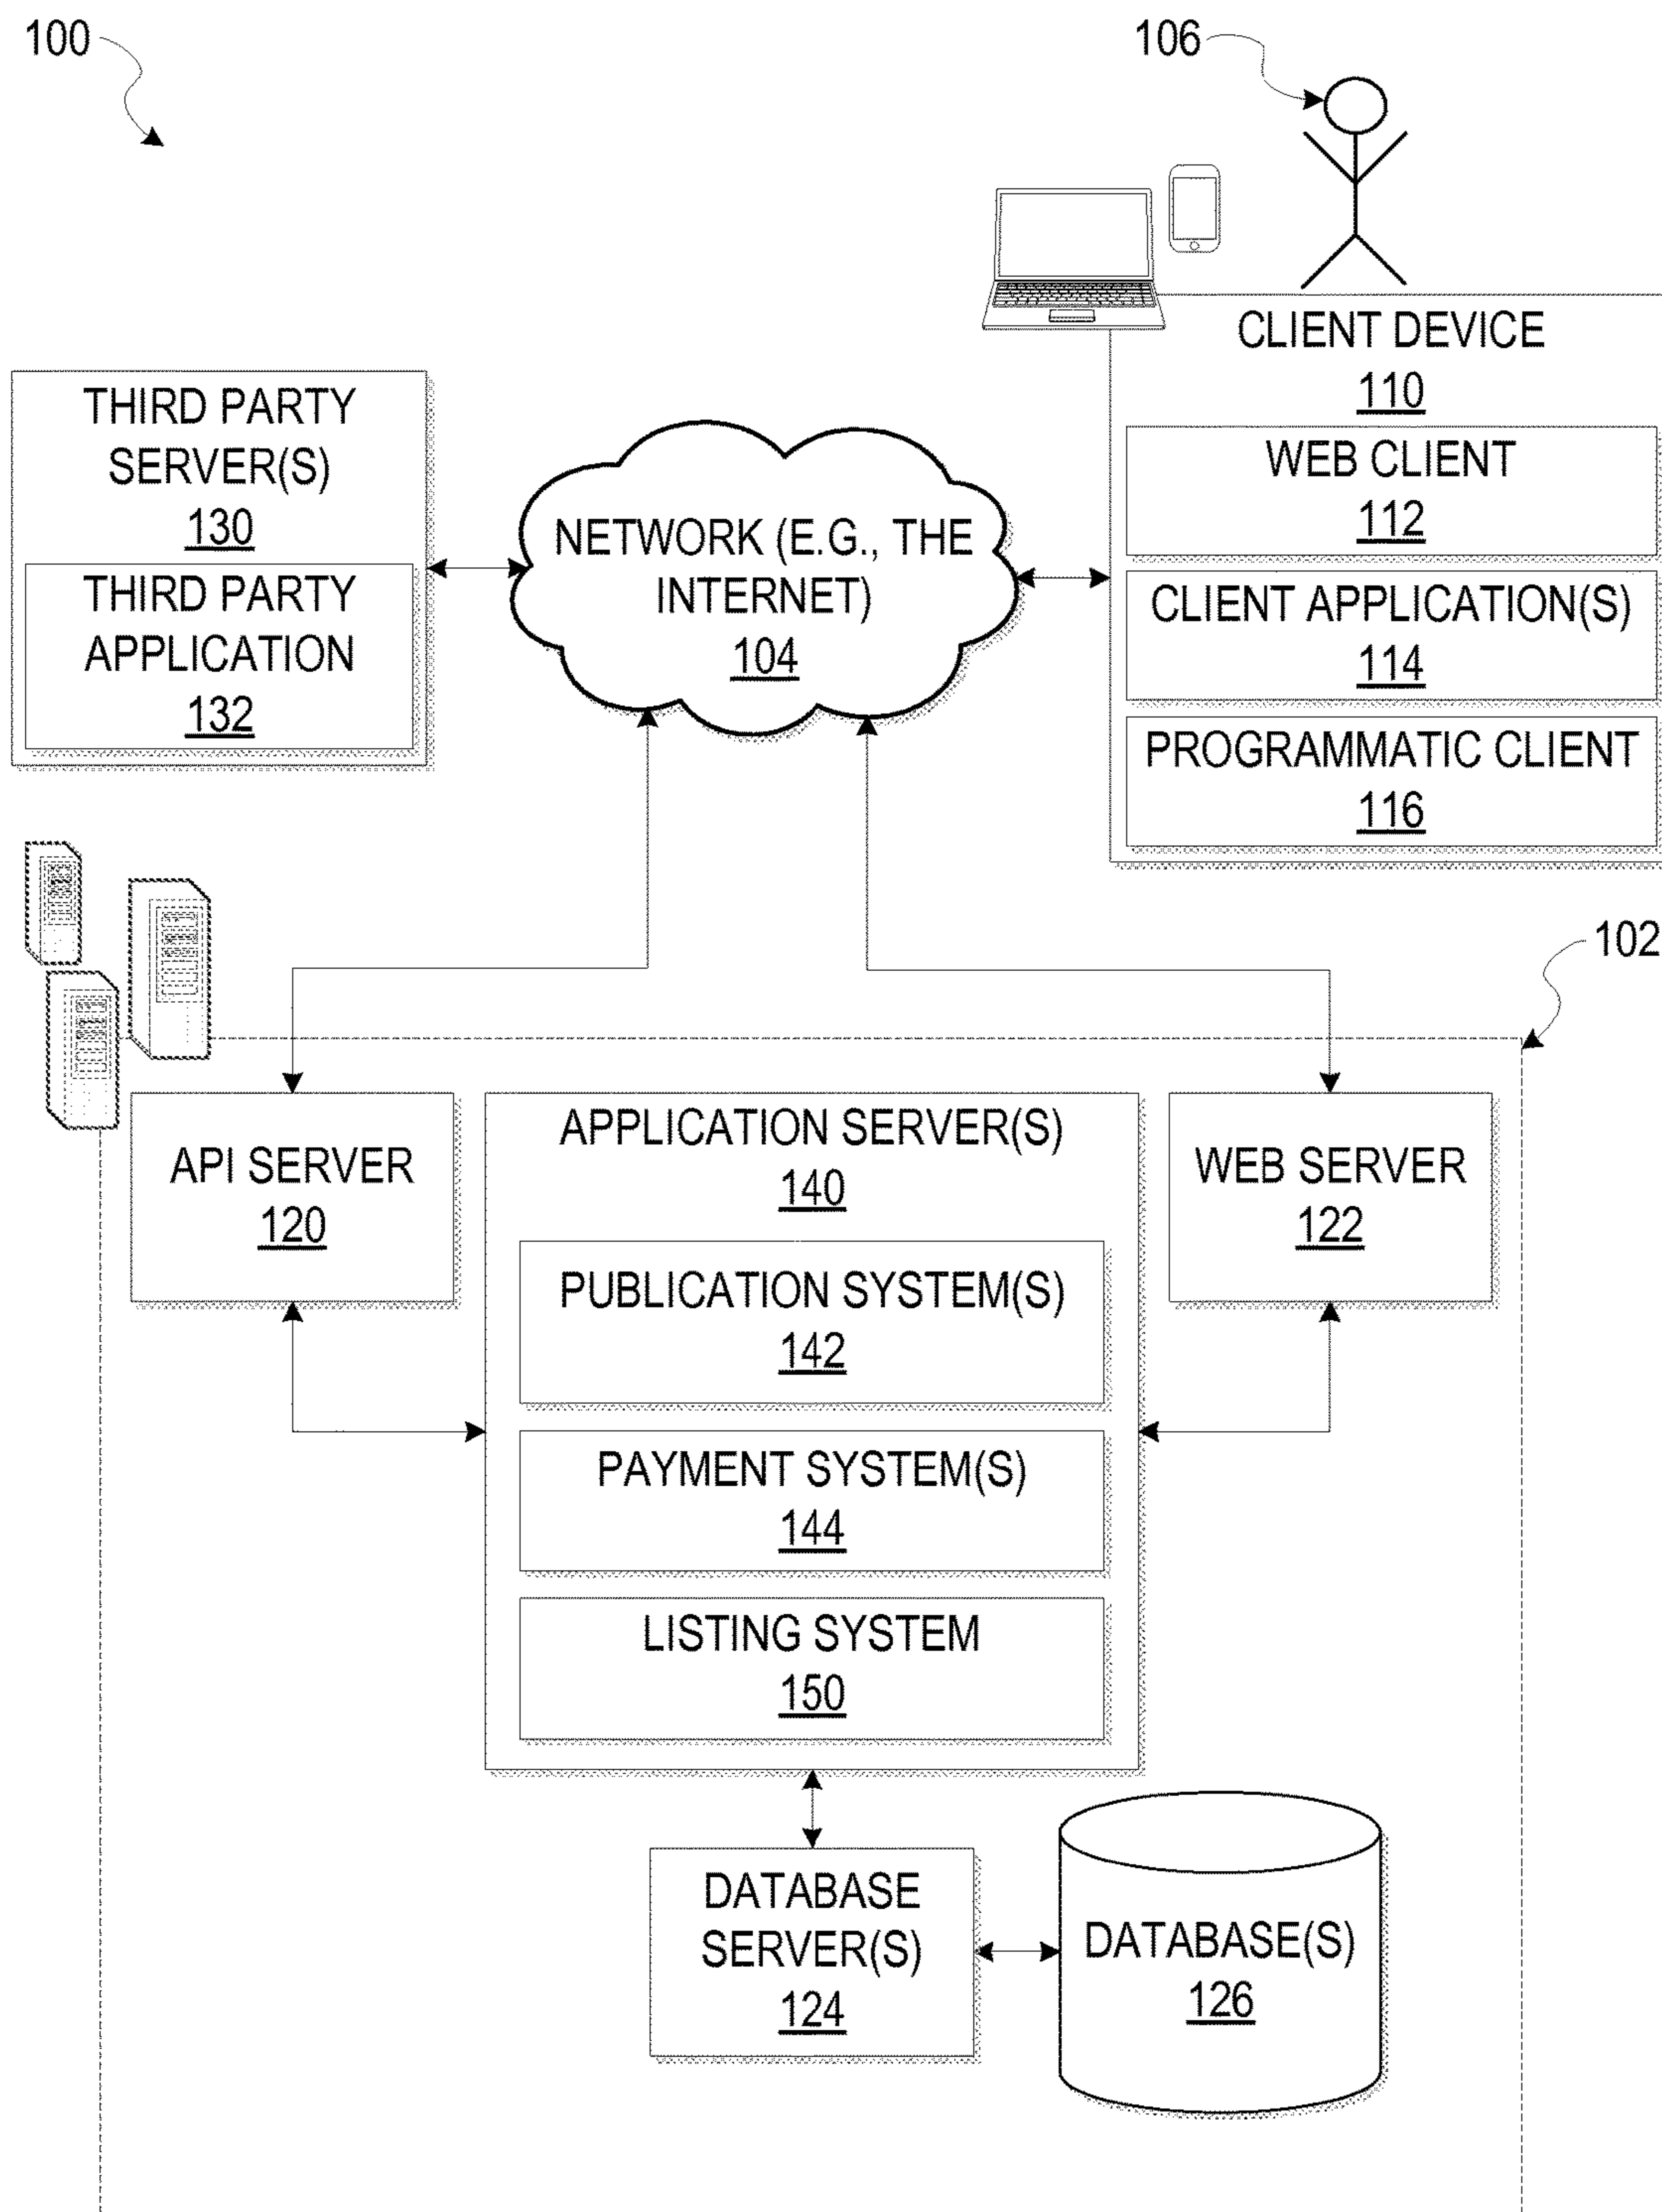 100
106
CLIENT DEVICE
110
WEB CLIENT
112
CLIENT APPLICATION(S)
114
PROGRAMMATIC CLIENT
116
THIRD PARTY
SERVER(S)
130
THIRD PARTY
APPLICATION
132
NETWORK (E.G., THE
INTERNET)
104
102
API SERVER
120
APPLICATION SERVER(S)
140
PUBLICATION SYSTEM(S)
142
PAYMENT SYSTEM(S)
144
LISTING SYSTEM
150
WEB SERVER
122
DATABASE
SERVER(S)
124
DATABASE(S)
126